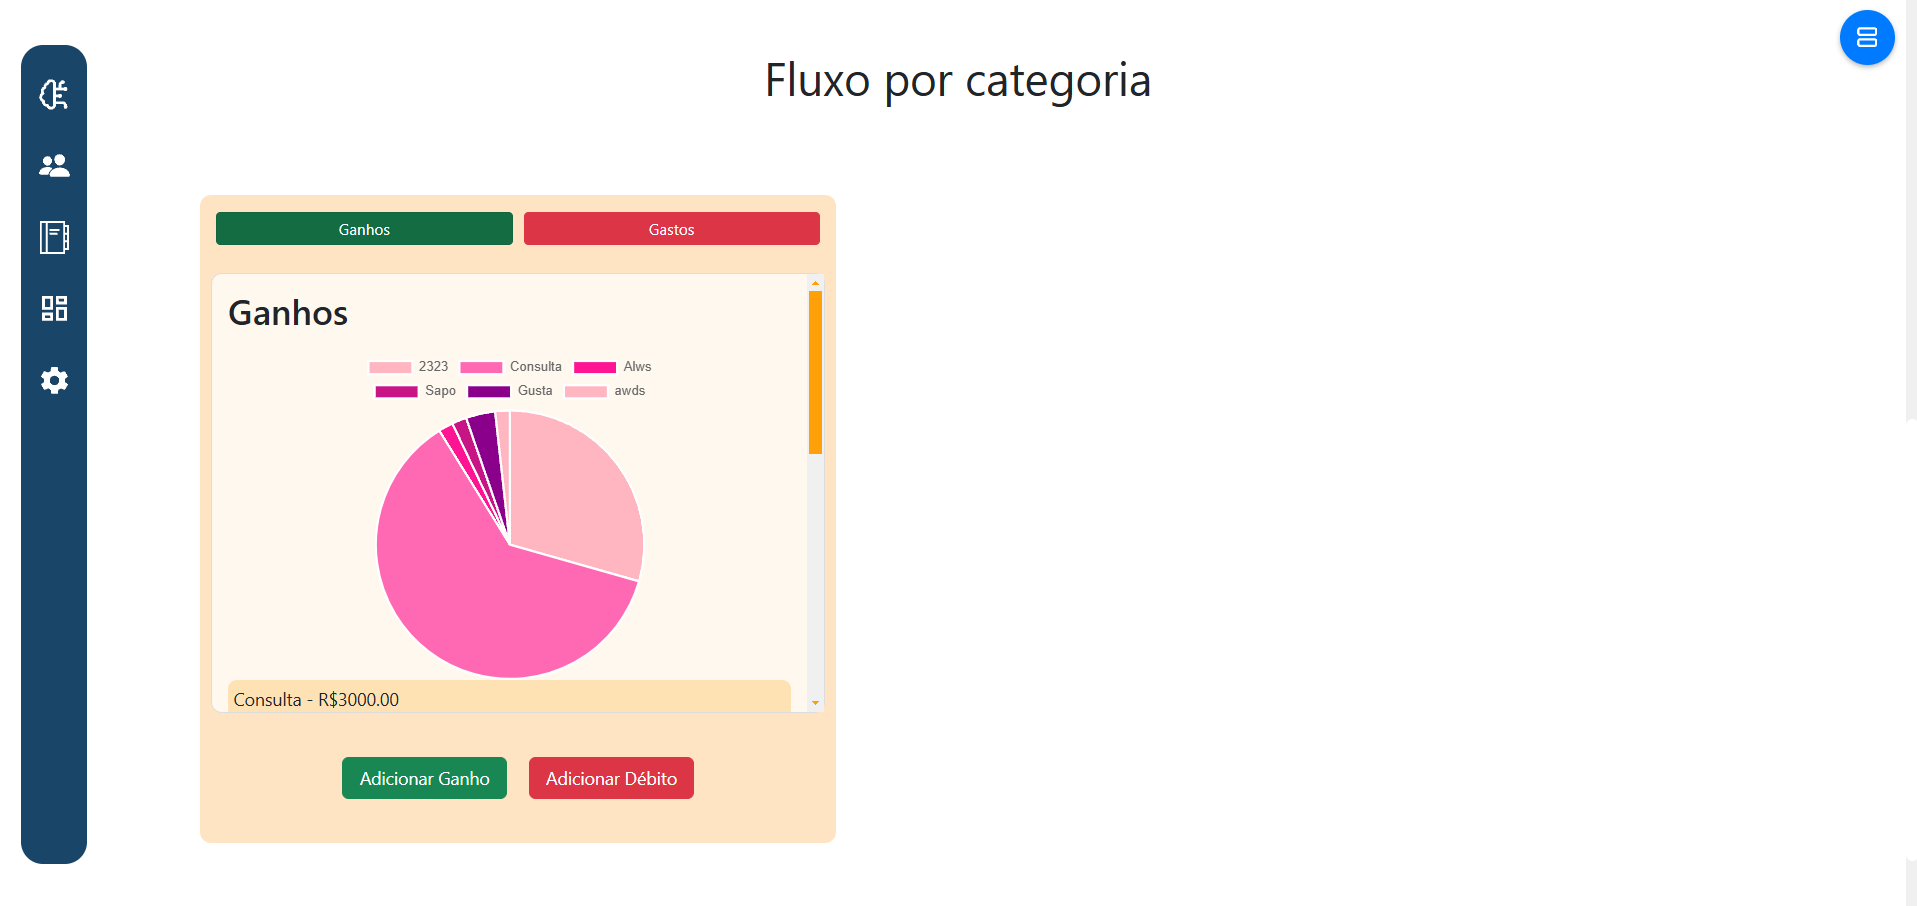 Fluxo por categoria
Ganhos Gastos
Ganhos
2323 Consulta Alws
Sapo Gusta awds
Consulta - R$3000.00
Adicionar Ganho Adicionar Débito